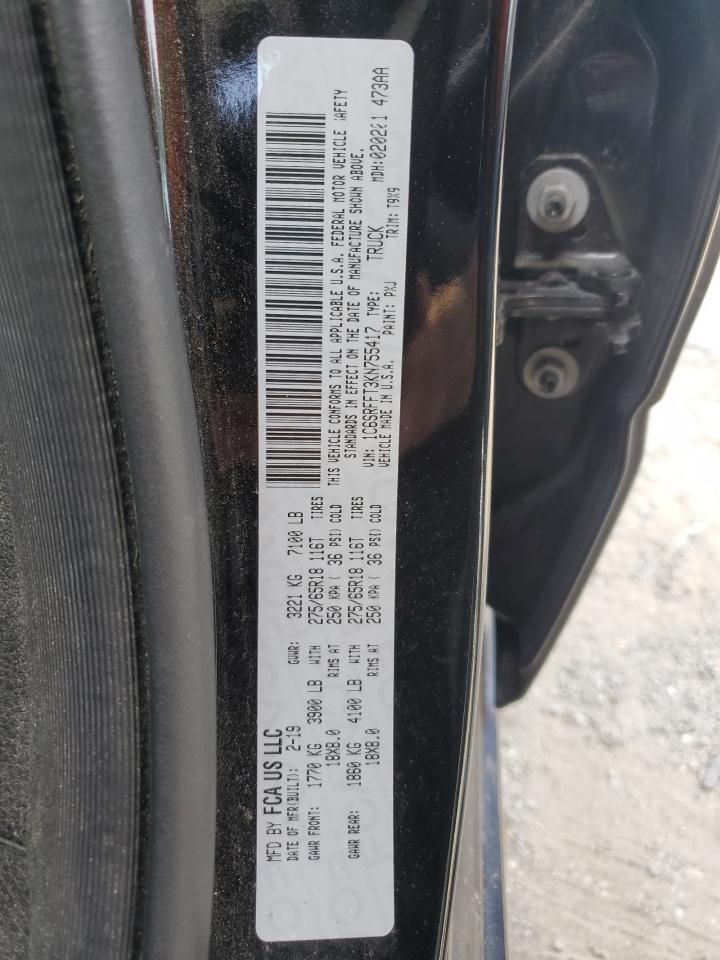 MFD BY FCA US LLC
DATE OF MFR(BUILT): 2-19 GVWR: 3221 KG 7100 LB
GAWR FRONT: 1770 KG 3900 LB WITH 275/65R18 116T TIRES
18X8.0 RIMS AT 250 KPA ( 36 PSI) COLD
GAWR REAR: 1860 KG 4100 LB WITH 275/65R18 116T TIRES
18X8.0 RIMS AT 250 KPA ( 36 PSI) COLD
THIS VEHICLE CONFORMS TO ALL APPLICABLE U.S.A. FEDERAL MOTOR VEHICLE SAFETY
STANDARDS IN EFFECT ON THE DATE OF MANUFACTURE SHOWN ABOVE.
VIN: 1C6SRFFT3KN755417 TYPE: TRUCK MDH: 473AA
VEHICLE MADE IN U.S.A. PAINT: PXJ TRIM: T9X9